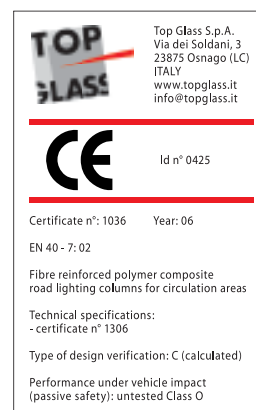 TOP
GLASS
Top Glass S.p.A.
Via dei Soldani, 3
23875 Osnago (LC)
ITALY
www.topglass.it
info@topglass.it
CE
Id n° 0425
Certificate n°: 1036 Year: 06
EN 40 - 7: 02
Fibre reinforced polymer composite
road lighting columns for circulation areas
Technical specifications:
- certificate n° 1306
Type of design verification: C (calculated)
Performance under vehicle impact
(passive safety): untested Class O